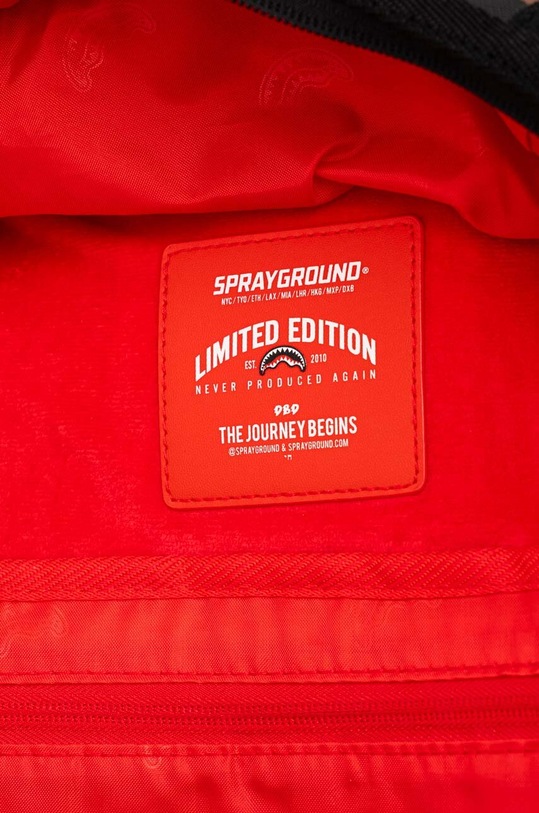 SPRAYGROUND®
NYC/TYO/ETH/LAX/MIA/LHR/HKG/MXP/DXB
LIMITED EDITION
EST. 2010
NEVER PRODUCED AGAIN
DBD
THE JOURNEY BEGINS
@SPRAYGROUND & SPRAYGROUND.COM